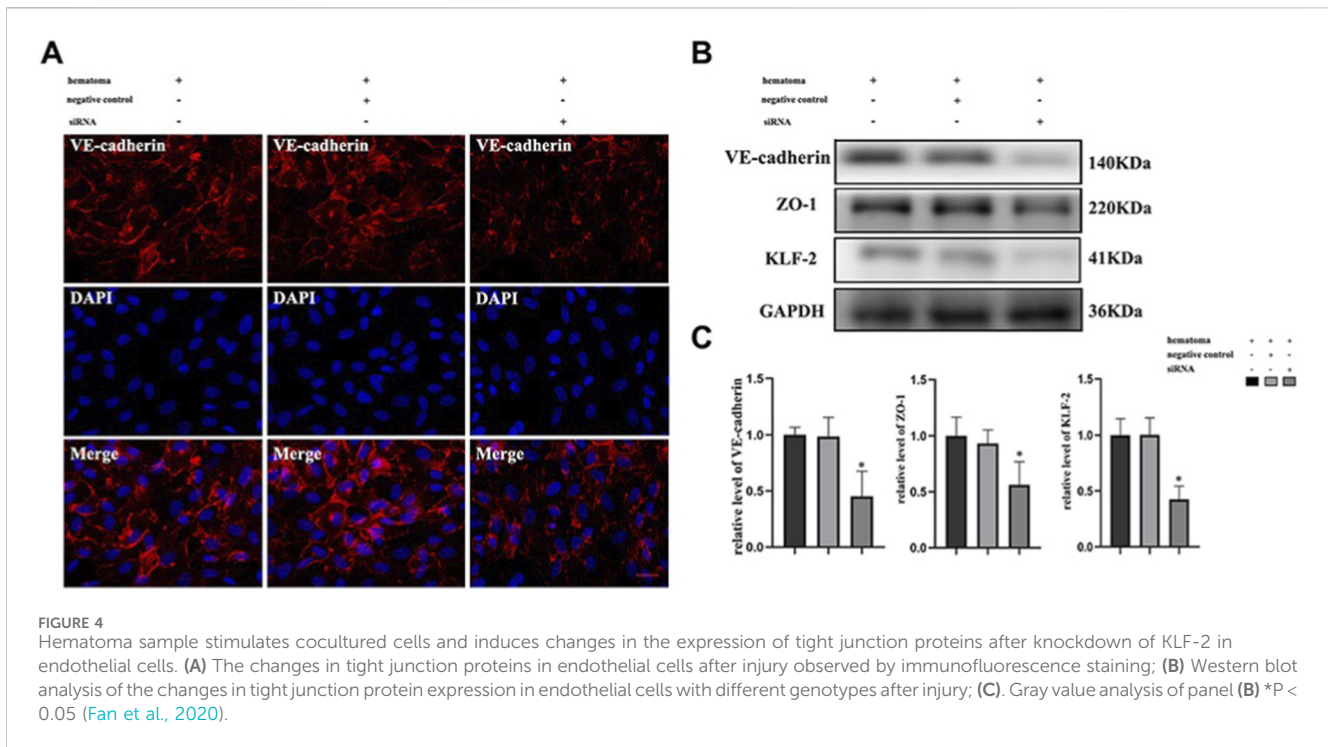 A
hematoma + + +
negative control - + -
siRNA - - +
VE-cadherin VE-cadherin VE-cadherin
DAPI DAPI DAPI
Merge Merge Merge
B
hematoma + + +
negative control - + -
siRNA - - +
VE-cadherin 140KDa
ZO-1 220KDa
KLF-2 41KDa
GAPDH 36KDa
C
hematoma + + +
negative control - + -
siRNA - - +
relative level of VE-cadherin
1.5
1.0
0.5
0.0
*
relative level of ZO-1
1.5
1.0
0.5
0.0
*
relative level of KLF-2
1.5
1.0
0.5
0.0
*
FIGURE 4
Hematoma sample stimulates cocultured cells and induces changes in the expression of tight junction proteins after knockdown of KLF-2 in
endothelial cells. (A) The changes in tight junction proteins in endothelial cells after injury observed by immunofluorescence staining; (B) Western blot
analysis of the changes in tight junction protein expression in endothelial cells with different genotypes after injury; (C). Gray value analysis of panel (B) *P <
0.05 (Fan et al., 2020).